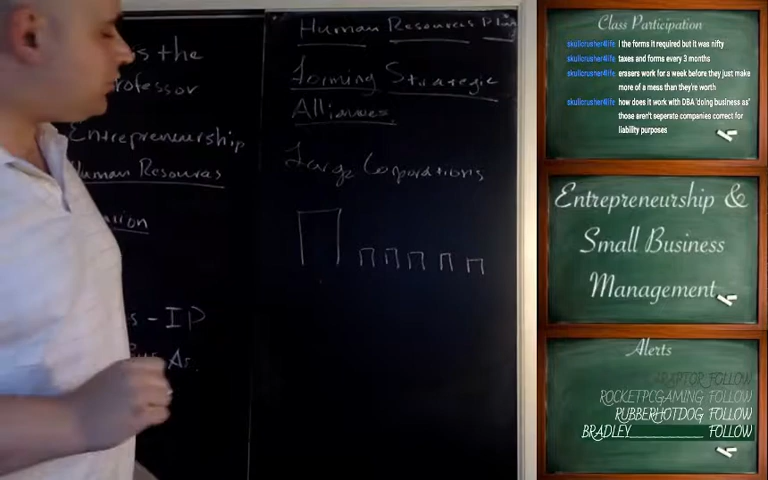 is the
rofessor
Entrepreneurship
Human Resources
- IP
As.
Human Resources Plan
Forming Strategic
Alliances.
Large Corporations
Class Participation
skullcrusher4life I the forms it required but it was nifty
skullcrusher4life taxes and forms every 3 months
skullcrusher4life erasers work for a week before they just make
more of a mess than they're worth
skullcrusher4life how does it work with DBA 'doing business as"
those aren't seperate companies correct for
liability purposes
Entrepreneurship &
Small Business
Management
Alerts
RAPTOR FOLLOW
ROCKETPCGAMING FOLLOW
RUBBERHOTDOG FOLLOW
BRADLEY FOLLOW